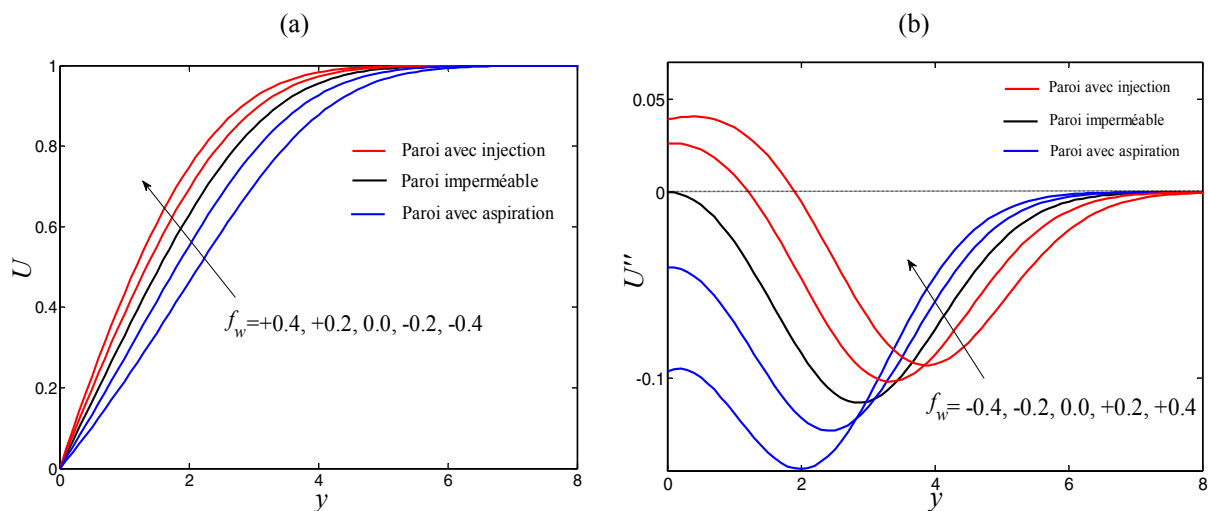 (a)
(b)
1
0.8
0.6
0.4
0.2
0
U
Paroi avec injection
Paroi imperméable
Paroi avec aspiration
f_w=+0.4, +0.2, 0.0, -0.2, -0.4
0 2 4 6 8
y
0.05
0
-0.1
U''
Paroi avec injection
Paroi imperméable
Paroi avec aspiration
f_w= -0.4, -0.2, 0.0, +0.2, +0.4
0 2 4 6 8
y